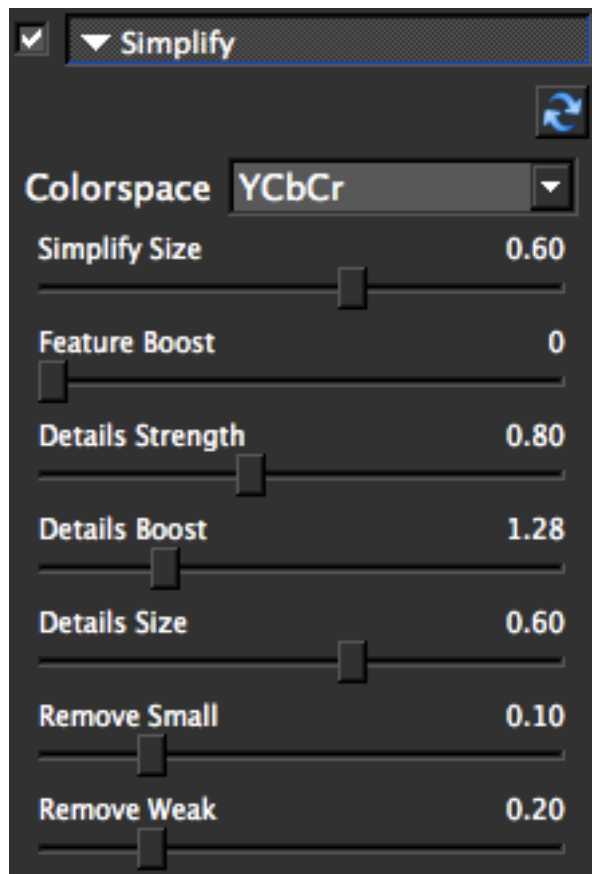 Simplify
Colorspace YCbCr
Simplify Size 0.60
Feature Boost 0
Details Strength 0.80
Details Boost 1.28
Details Size 0.60
Remove Small 0.10
Remove Weak 0.20